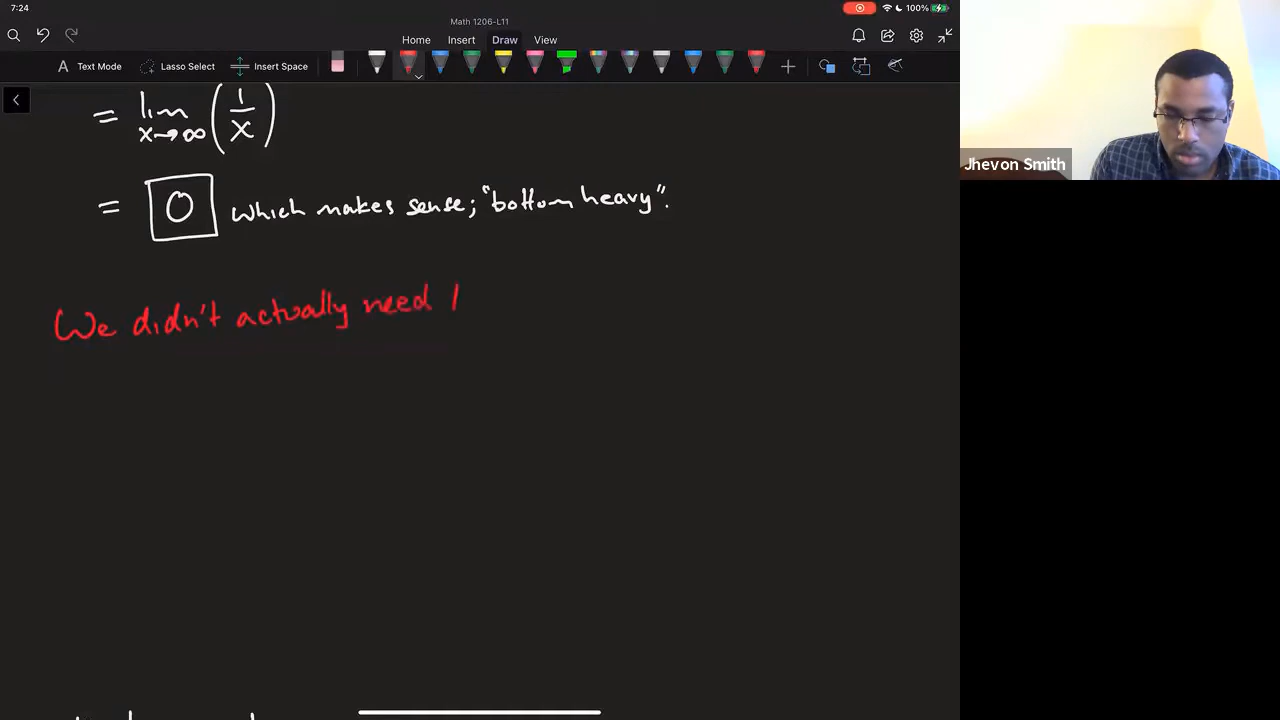 7:24
100%
Math 1206-L11
Home Insert Draw View
Text Mode Lasso Select Insert Space
= lim x→∞ (1/x)
= 0 which makes sense; "bottom heavy".
Jhevon Smith
We didn't actually need